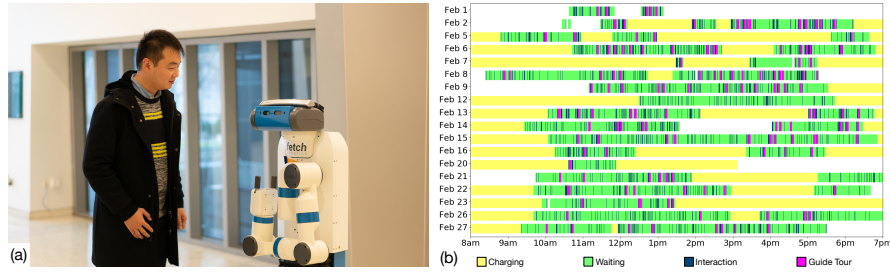 fetch
(a)
Feb 1
Feb 2
Feb 5
Feb 6
Feb 7
Feb 8
Feb 9
Feb 12
Feb 13
Feb 14
Feb 15
Feb 16
Feb 20
Feb 21
Feb 22
Feb 23
Feb 26
Feb 27
8am 9am 10am 11am 12pm 1pm 2pm 3pm 4pm 5pm 6pm 7pm
(b)
Charging Waiting Interaction Guide Tour